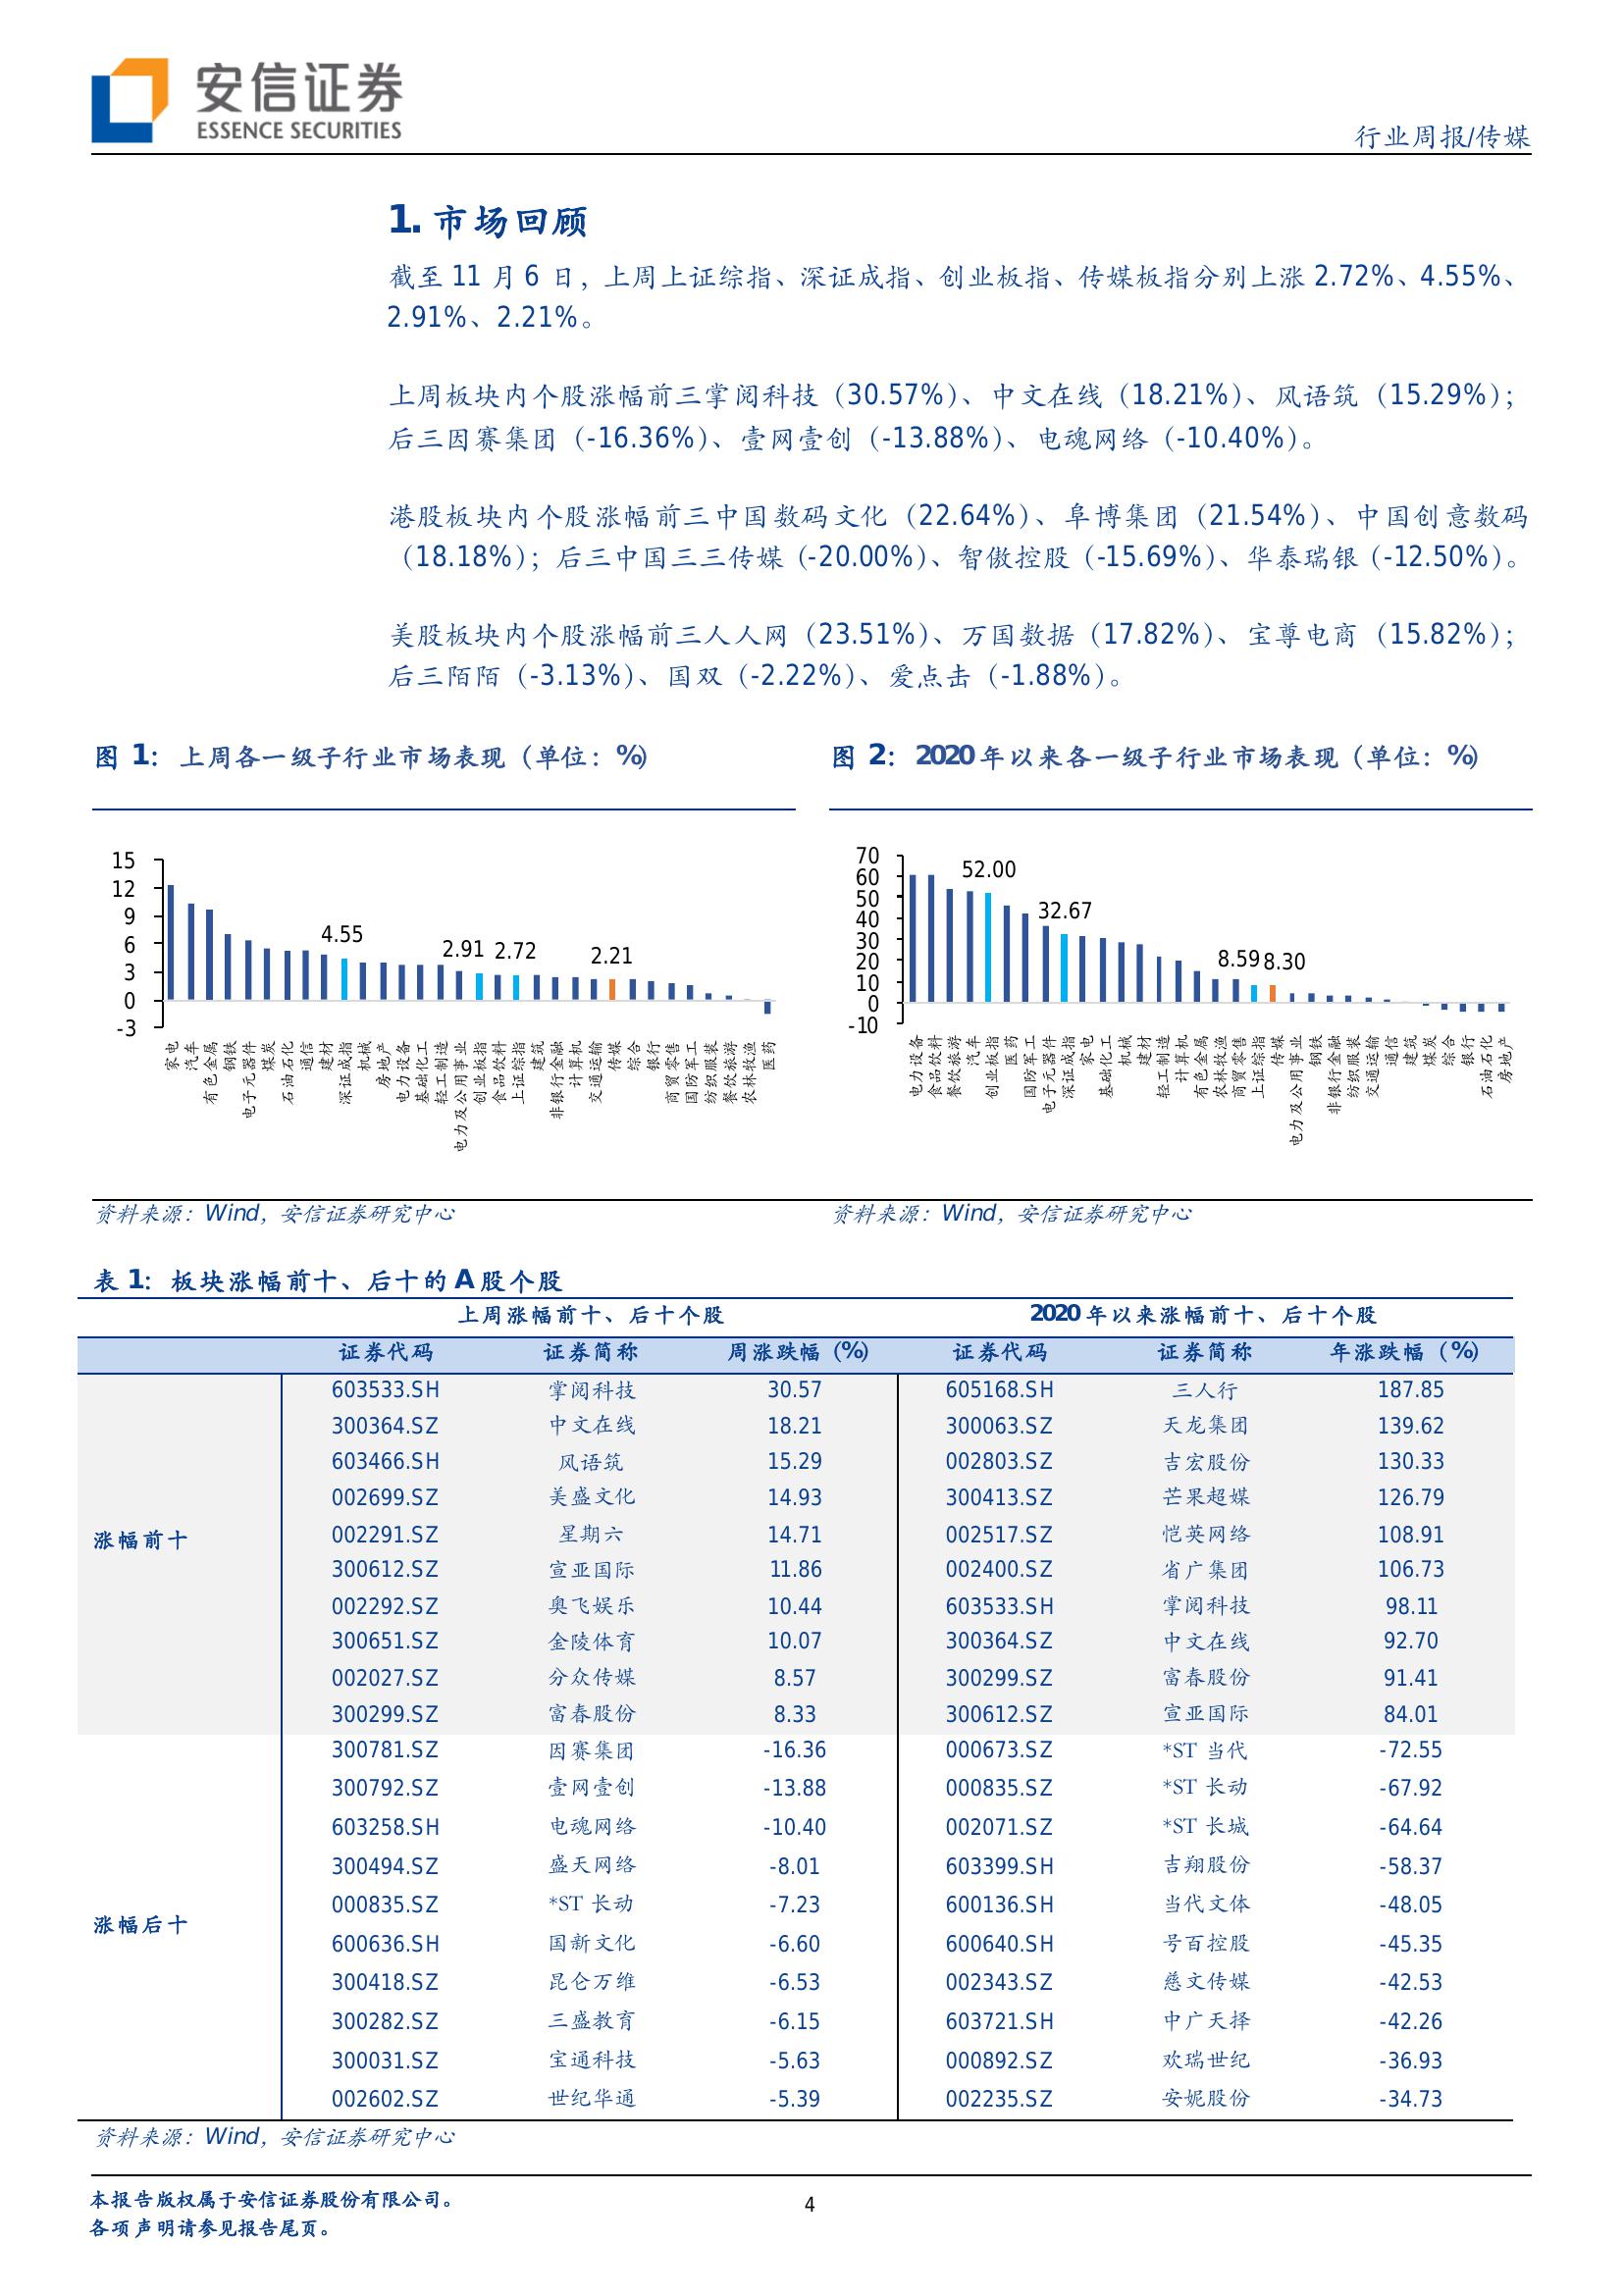 安信证券
ESSENCE SECURITIES
行业周报/传媒
1. 市场回顾
截至 11 月 6 日，上周上证综指、深证成指、创业板指、传媒板指分别上涨 2.72%、4.55%、
2.91%、2.21%。
上周板块内个股涨幅前三掌阅科技（30.57%）、中文在线（18.21%）、风语筑（15.29%）；
后三因赛集团（-16.36%）、壹网壹创（-13.88%）、电魂网络（-10.40%）。
港股板块内个股涨幅前三中国数码文化（22.64%）、阜博集团（21.54%）、中国创意数码
（18.18%）；后三中国三三传媒（-20.00%）、智傲控股（-15.69%）、华泰瑞银（-12.50%）。
美股板块内个股涨幅前三人人网（23.51%）、万国数据（17.82%）、宝尊电商（15.82%）；
后三陌陌（-3.13%）、国双（-2.22%）、爱点击（-1.88%）。
图 1： 上周各一级子行业市场表现（单位：%）
15
12
9
6
3
0
-3
4.55
2.91
2.72
2.21
家电
汽车
有色金属
钢铁
电子元器件
煤炭
石油石化
通信
建材
深证成指
机械
房地产
电力设备
基础化工
轻工制造
电力及公用事业
创业板指
食品饮料
上证综指
建筑
非银行金融
计算机
交通运输
传媒
综合
银行
商贸零售
国防军工
纺织服装
餐饮旅游
农林牧渔
医药
图 2： 2020 年以来各一级子行业市场表现（单位：%）
70
60
50
40
30
20
10
0
-10
52.00
32.67
8.59
8.30
电力设备
食品饮料
餐饮旅游
汽车
创业板指
医药
国防军工
电子元器件
深证成指
家电
基础化工
机械
建材
轻工制造
计算机
有色金属
农林牧渔
商贸零售
上证综指
传媒
电力及公用事业
钢铁
非银行金融
纺织服装
交通运输
通信
建筑
煤炭
综合
银行
石油石化
房地产
资料来源：Wind，安信证券研究中心
资料来源：Wind，安信证券研究中心
表 1： 板块涨幅前十、后十的 A 股个股
上周涨幅前十、后十个股 2020 年以来涨幅前十、后十个股
证券代码 证券简称 周涨跌幅（%） 证券代码 证券简称 年涨跌幅（%）
603533.SH 掌阅科技 30.57 605168.SH 三人行 187.85
300364.SZ 中文在线 18.21 300063.SZ 天龙集团 139.62
603466.SH 风语筑 15.29 002803.SZ 吉宏股份 130.33
002699.SZ 美盛文化 14.93 300413.SZ 芒果超媒 126.79
涨幅前十
002291.SZ 星期六 14.71 002517.SZ 恺英网络 108.91
300612.SZ 宣亚国际 11.86 002400.SZ 省广集团 106.73
002292.SZ 奥飞娱乐 10.44 603533.SH 掌阅科技 98.11
300651.SZ 金陵体育 10.07 300364.SZ 中文在线 92.70
002027.SZ 分众传媒 8.57 300299.SZ 富春股份 91.41
300299.SZ 富春股份 8.33 300612.SZ 宣亚国际 84.01
300781.SZ 因赛集团 -16.36 000673.SZ *ST 当代 -72.55
300792.SZ 壹网壹创 -13.88 000835.SZ *ST 长动 -67.92
603258.SH 电魂网络 -10.40 002071.SZ *ST 长城 -64.64
300494.SZ 盛天网络 -8.01 603399.SH 吉翔股份 -58.37
000835.SZ *ST 长动 -7.23 600136.SH 当代文体 -48.05
涨幅后十
600636.SH 国新文化 -6.60 600640.SH 号百控股 -45.35
300418.SZ 昆仑万维 -6.53 002343.SZ 慈文传媒 -42.53
300282.SZ 三盛教育 -6.15 603721.SH 中广天择 -42.26
300031.SZ 宝通科技 -5.63 000892.SZ 欢瑞世纪 -36.93
002602.SZ 世纪华通 -5.39 002235.SZ 安妮股份 -34.73
资料来源：Wind，安信证券研究中心
本报告版权属于安信证券股份有限公司。
各项声明请参见报告尾页。
4